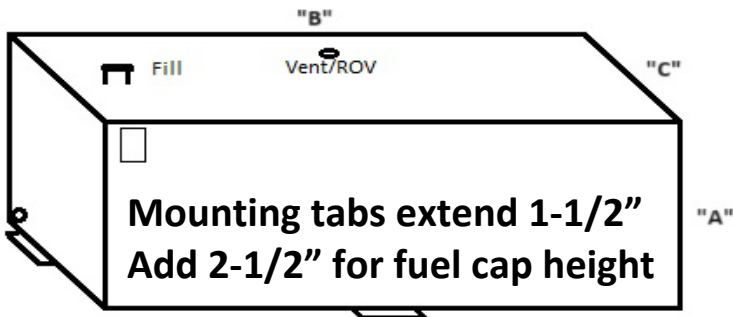 "B"
Fill
Vent/ROV
"C"
Mounting tabs extend 1-1/2”
"A"
Add 2-1/2” for fuel cap height